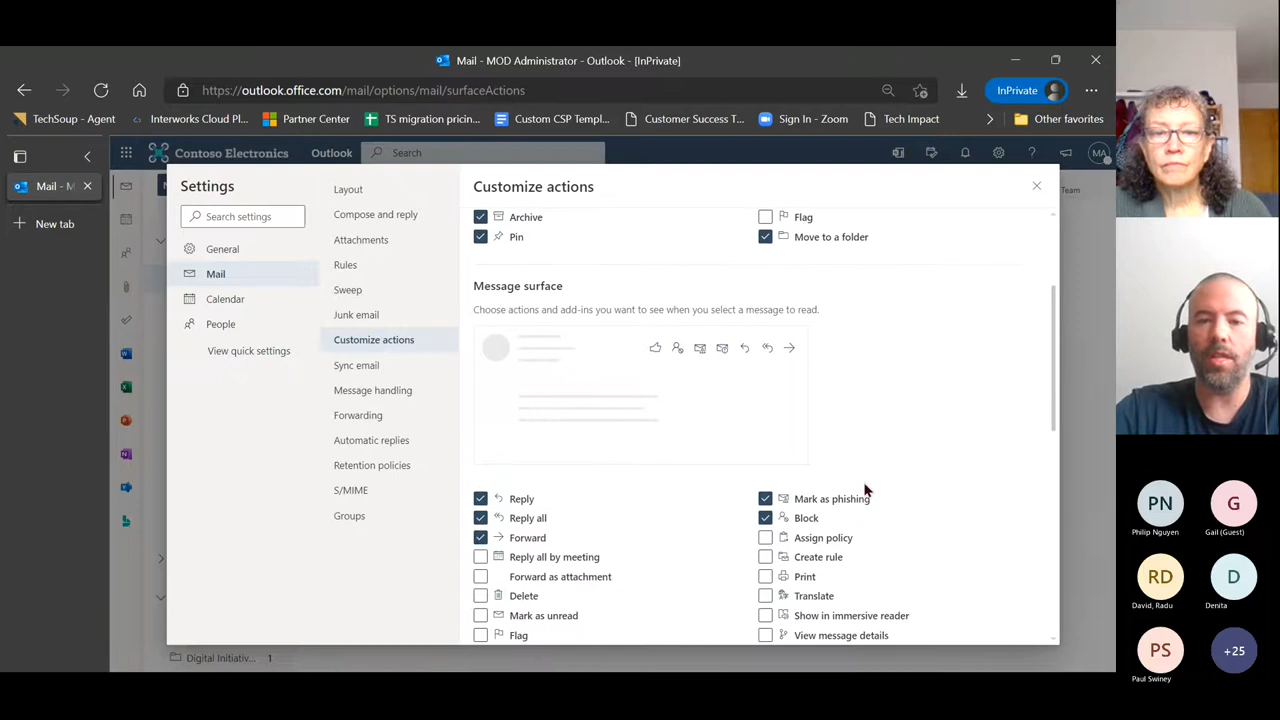 Mail - MOD Administrator - Outlook - [InPrivate]
https://outlook.office.com/mail/options/mail/surfaceActions
InPrivate
TechSoup - Agent
Interworks Cloud Pl...
Partner Center
TS migration pricin...
Custom CSP Templ...
Customer Success T...
Sign In - Zoom
Tech Impact
Other favorites
Contoso Electronics
Outlook
Search
MA
Mail - M
New tab
Team
Settings
Search settings
General
Mail
Calendar
People
View quick settings
Layout
Compose and reply
Attachments
Rules
Sweep
Junk email
Customize actions
Sync email
Message handling
Forwarding
Automatic replies
Retention policies
S/MIME
Groups
Customize actions
Archive
Flag
Pin
Move to a folder
Message surface
Choose actions and add-ins you want to see when you select a message to read.
Reply
Mark as phishing
Reply all
Block
Forward
Assign policy
Reply all by meeting
Create rule
Forward as attachment
Print
Delete
Translate
Mark as unread
Show in immersive reader
Flag
View message details
Digital Initiativ... 1
PN
Philip Nguyen
G
Gail (Guest)
RD
David, Radu
D
Denita
PS
Paul Swiney
+25